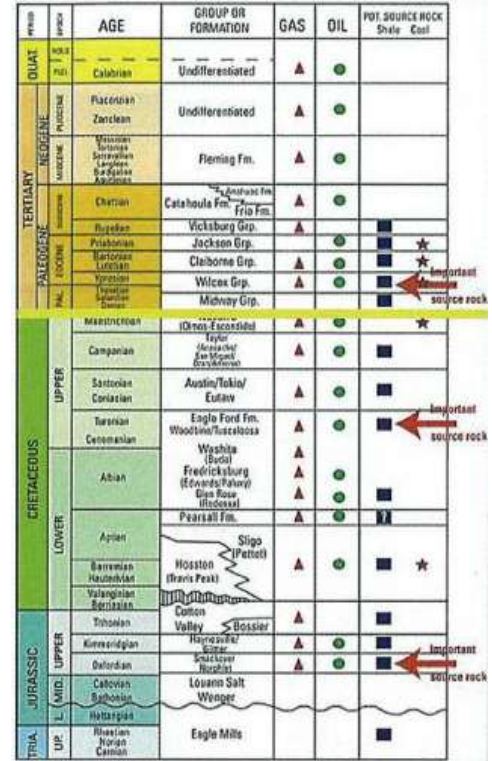 PERIOD EPOCH AGE GROUP OR FORMATION GAS OIL POT. SOURCE ROCK
Shale Coal
QUAT.
Calabrian Undifferentiated
TERTIARY
NEOGENE
PLIOCENE
Piaconzian
Zanclean
Undifferentiated
MIOCENE
Messinian
Tortonian
Serravallian
Langhian
Burdigalian
Aquitanian
Fleming Fm.
PALEOGENE
Chattian
Anahuac Fm.
Catahoula Fm.
Frio Fm.
Rupelian Vicksburg Grp.
EOCENE
Priabonian Jackson Grp.
Bartonian
Lutetian
Claiborne Grp.
Ypresian Wilcox Grp.
Important
source rock
PAL.
Midway Grp.
CRETACEOUS
UPPER
Maastrichtian
(Olmos-Escondido)
Campanian
Taylor
Santonian
Coniacian
Austin/Tokio/
Eutaw
Turonian
Cenomanian
Eagle Ford Fm.
Woodbine/Tuscaloosa
Important
source rock
LOWER
Albian
Washita
(Buda)
Fredricksburg
(Edwards/Paluxy)
Glen Rose
(Rodessa)
Pearsall Fm.
?
Aptian
Sligo
(Pettet)
Barremian
Hauterivian
Hosston
(Travis Peak)
Valanginian
Berriasian
JURASSIC
UPPER
Tithonian
Cotton
Valley
Bossier
Kimmeridgian
Haynesville/
Oxfordian
Smackover
Norphlet
Important
source rock
MID.
Callovian
Bathonian
Louann Salt
Wenger
L.
Hettangian
TRIA.
UP.
Rhaetian
Norian
Carnian
Eagle Mills